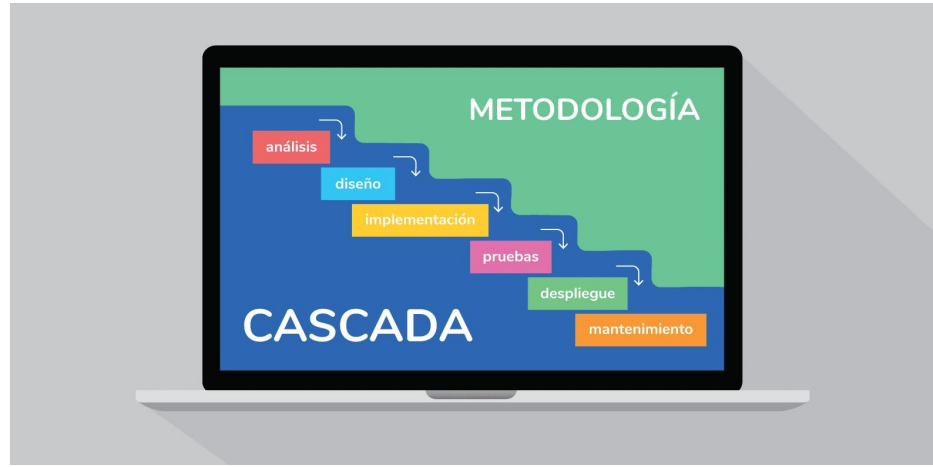 METODOLOGÍA
análisis
diseño
implementación
pruebas
despliegue
mantenimiento
CASCADA